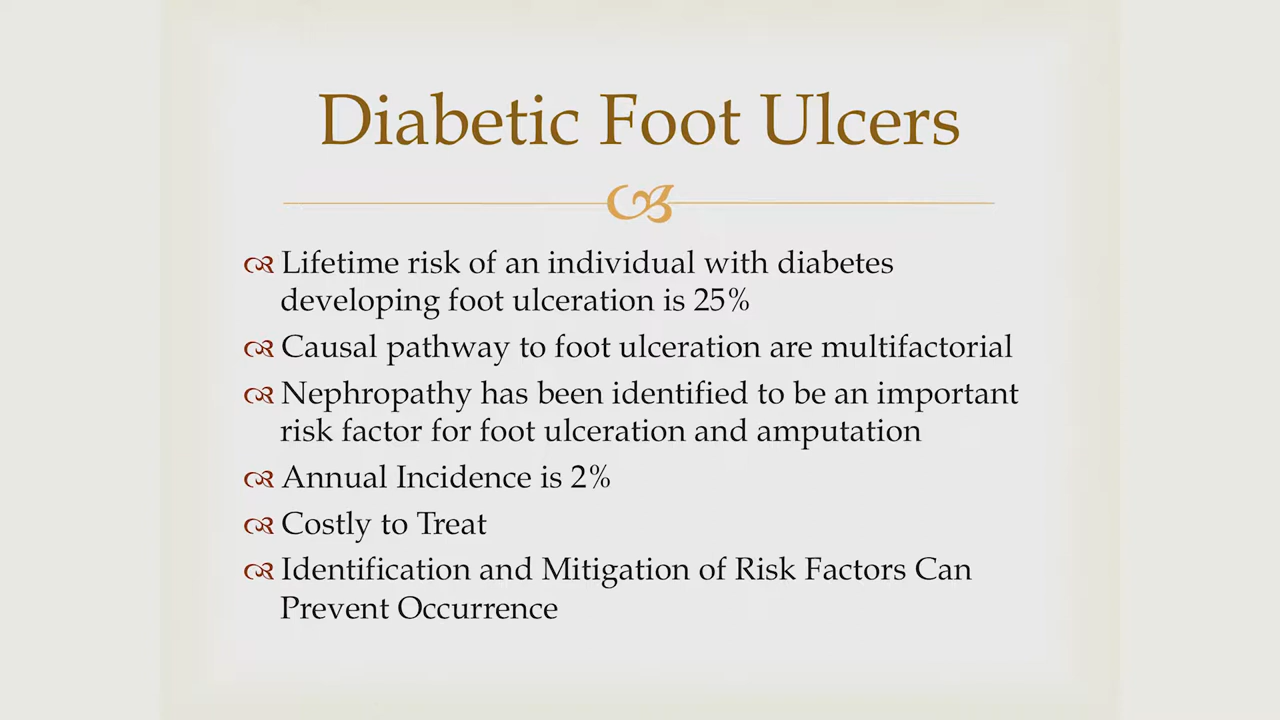 Diabetic Foot Ulcers
Lifetime risk of an individual with diabetes
developing foot ulceration is 25%
Causal pathway to foot ulceration are multifactorial
Nephropathy has been identified to be an important
risk factor for foot ulceration and amputation
Annual Incidence is 2%
Costly to Treat
Identification and Mitigation of Risk Factors Can
Prevent Occurrence